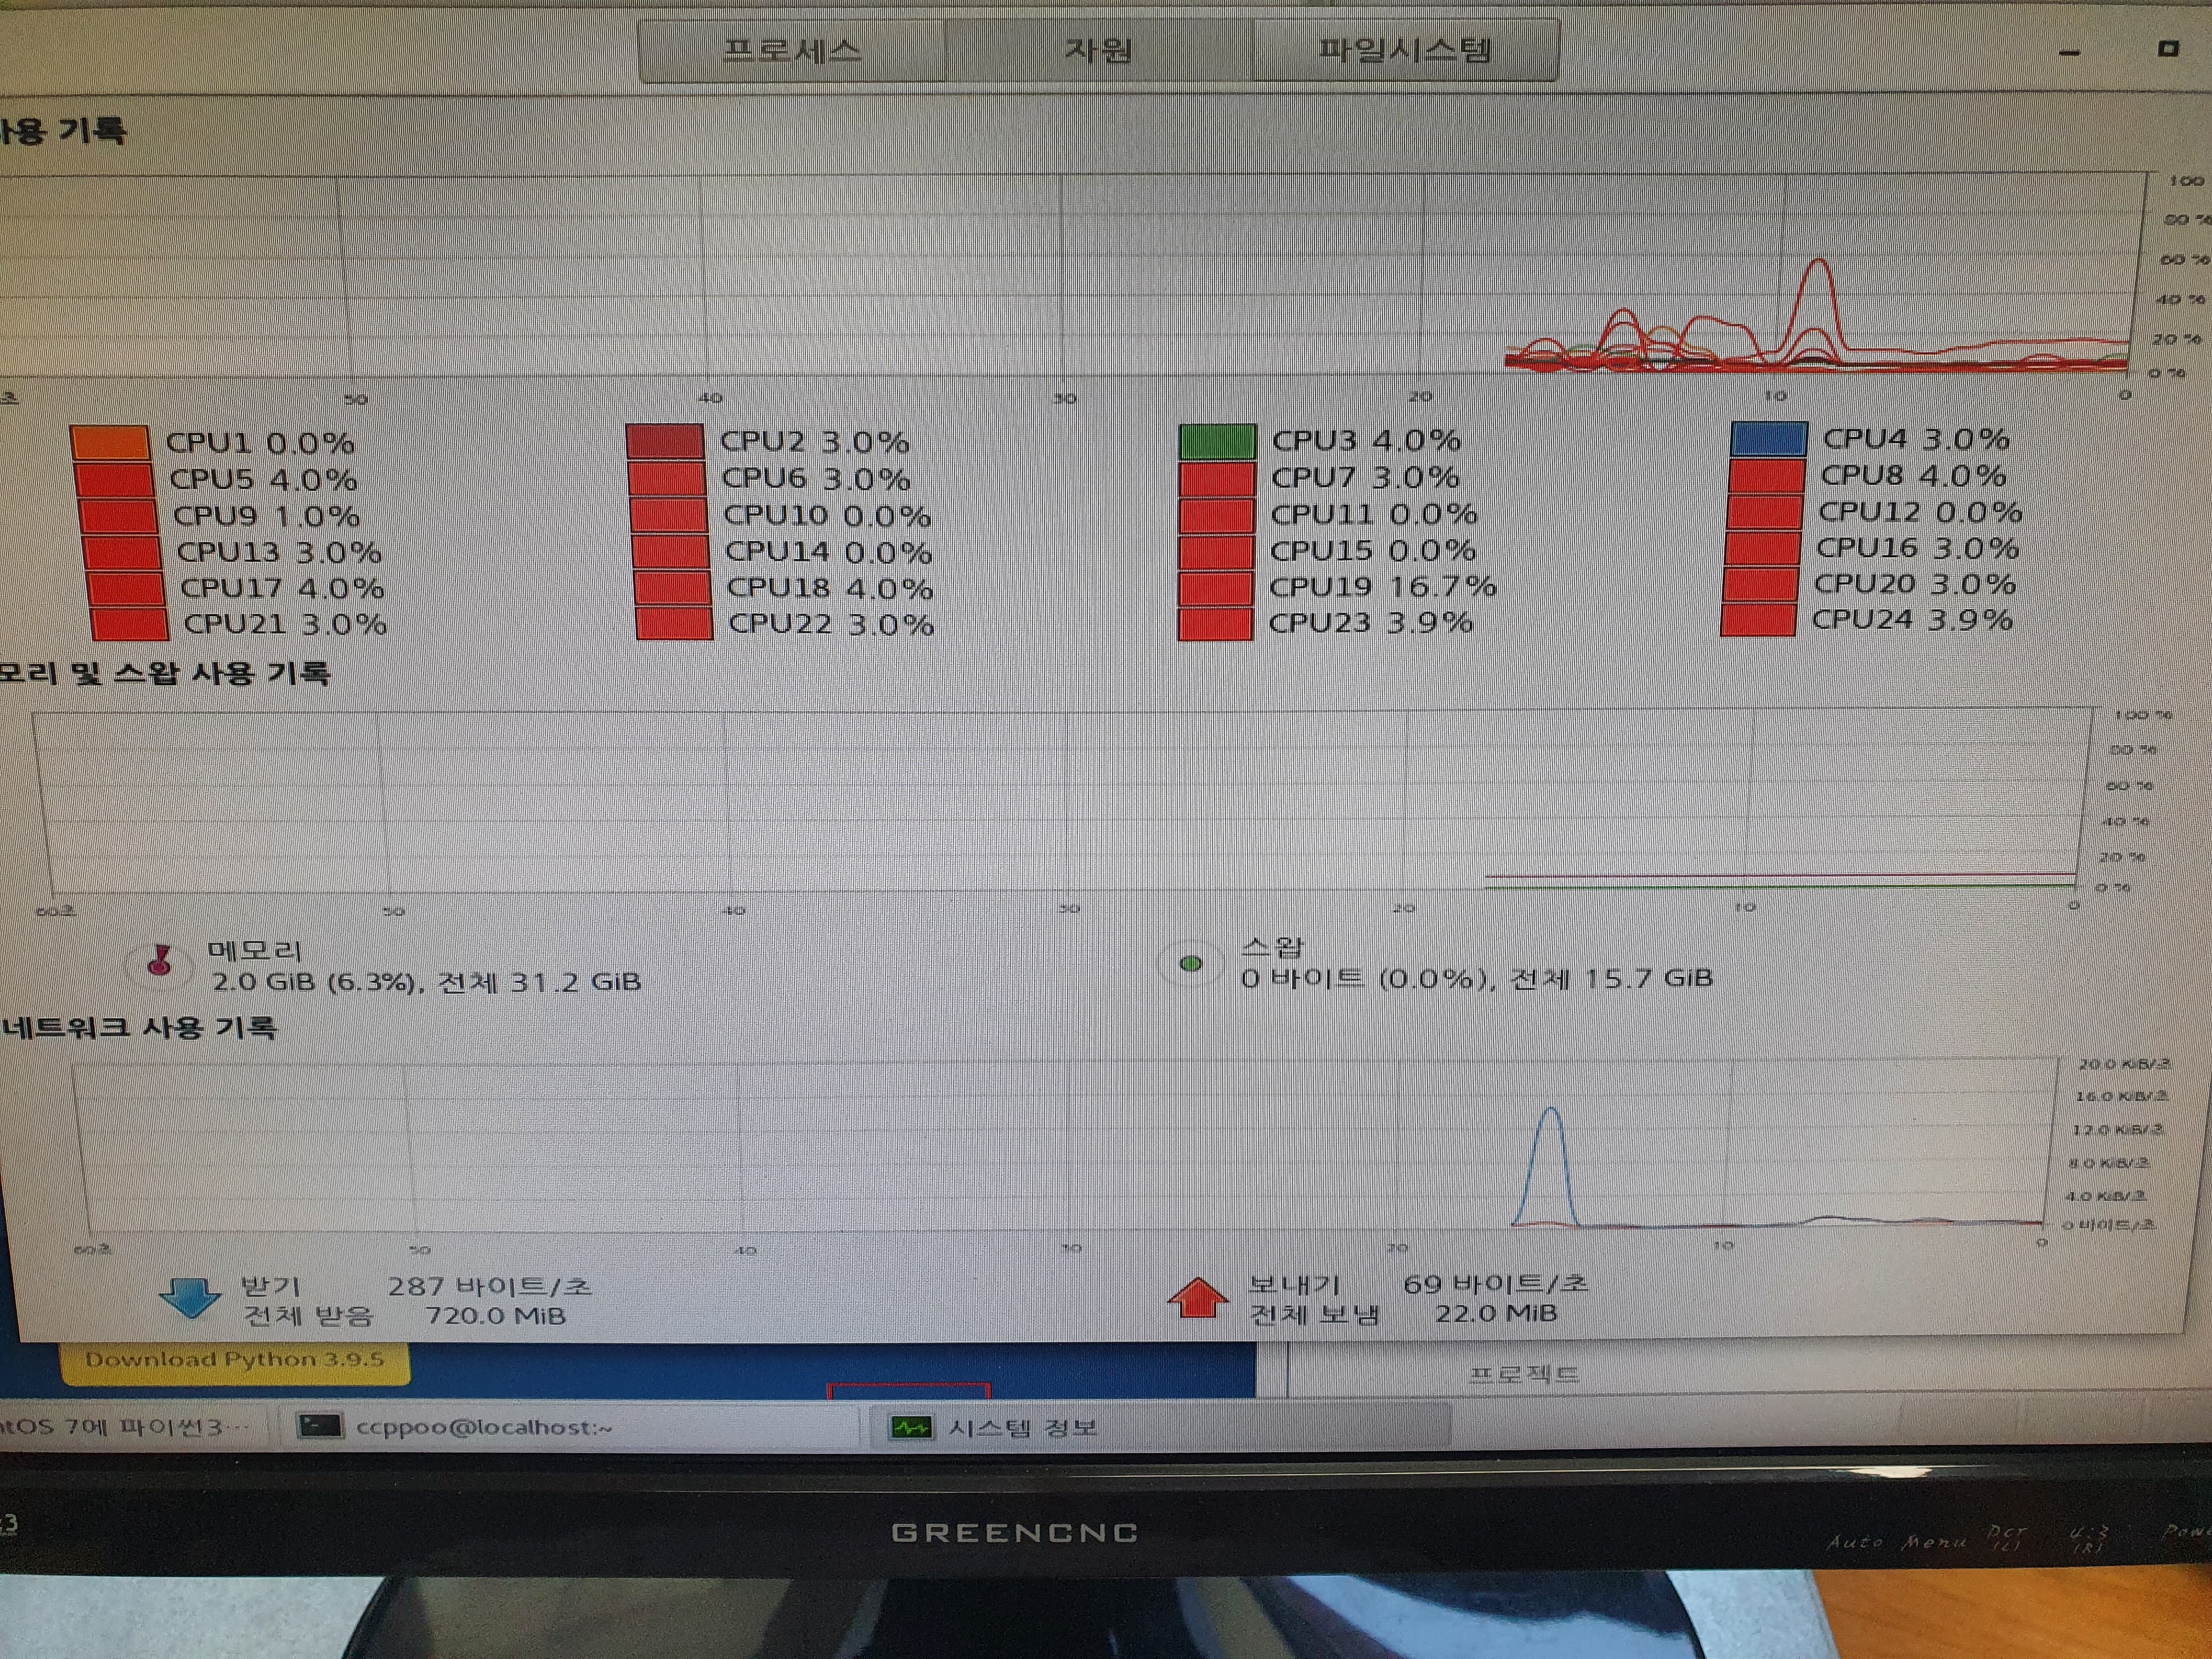 프로세스 자원 파일시스템
사용 기록
100
80 %
60 %
40 %
20 %
0 %
50 40 30 20 10 0
CPU1 0.0% CPU2 3.0% CPU3 4.0% CPU4 3.0%
CPU5 4.0% CPU6 3.0% CPU7 3.0% CPU8 4.0%
CPU9 1.0% CPU10 0.0% CPU11 0.0% CPU12 0.0%
CPU13 3.0% CPU14 0.0% CPU15 0.0% CPU16 3.0%
CPU17 4.0% CPU18 4.0% CPU19 16.7% CPU20 3.0%
CPU21 3.0% CPU22 3.0% CPU23 3.9% CPU24 3.9%
모리 및 스왑 사용 기록
100 %
80 %
60 %
40 %
20 %
0 %
60초 50 40 30 20 10 0
메모리 스왑
2.0 GiB (6.3%), 전체 31.2 GiB 0 바이트 (0.0%), 전체 15.7 GiB
네트워크 사용 기록
20.0 KiB/초
16.0 KiB/초
12.0 KiB/초
8.0 KiB/초
4.0 KiB/초
0 바이트/초
60초 50 40 30 20 10 0
받기 287 바이트/초 보내기 69 바이트/초
전체 받음 720.0 MiB 전체 보냄 22.0 MiB
Download Python 3.9.5 프로젝트
ntOS 7에 파이썬3… ccppoo@localhost:~ 시스템 정보
GREENCNC
Auto Menu 4:3
(R)